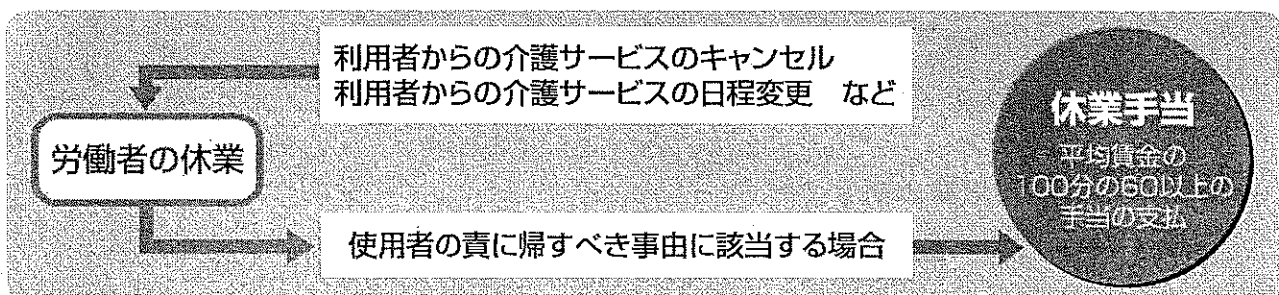 利用者からの介護サービスのキャンセル
利用者からの介護サービスの日程変更　など
労働者の休業
使用者の責に帰すべき事由に該当する場合
休業手当
平均賃金の
100分の60以上の
手当の支払